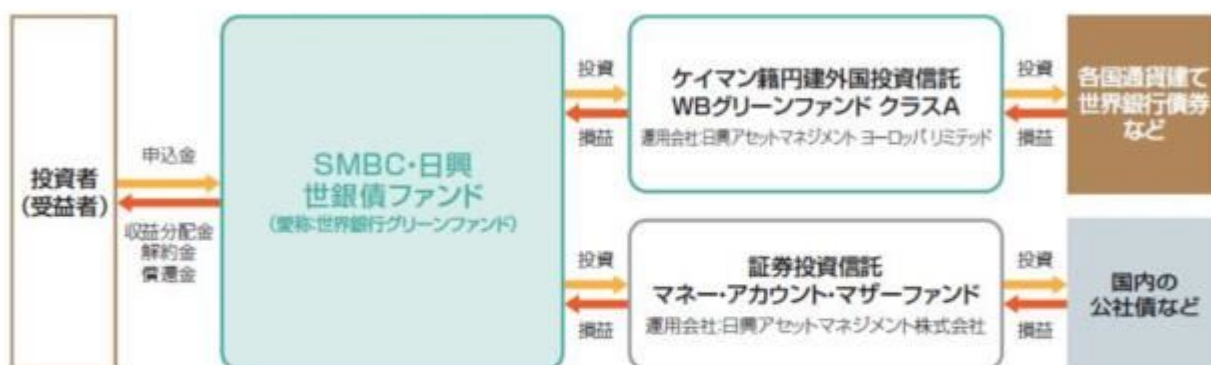 投資者
(受益者)
申込金
収益分配金
解約金
償還金
SMBC・日興
世銀債ファンド
(愛称:世界銀行グリーンファンド)
投資
損益
ケイマン籍円建外国投資信託
WBグリーンファンド クラスA
運用会社:日興アセットマネジメント ヨーロッパ リミテッド
投資
損益
各国通貨建て
世界銀行債券
など
投資
損益
証券投資信託
マネー・アカウント・マザーファンド
運用会社:日興アセットマネジメント株式会社
投資
損益
国内の
公社債など